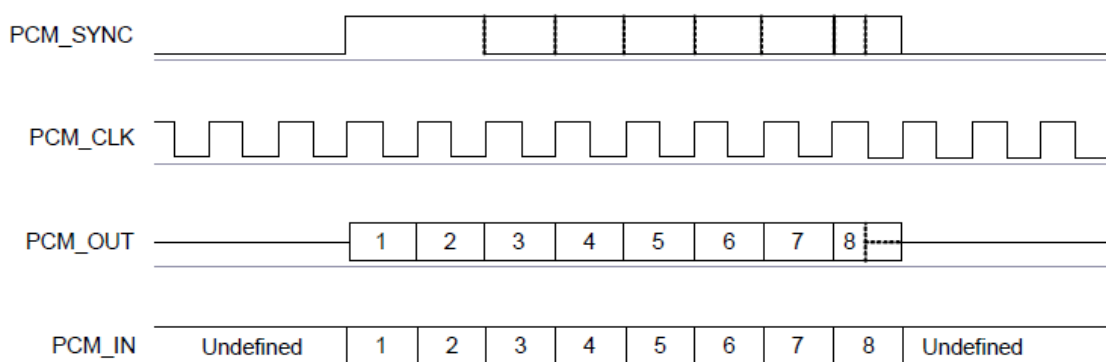 PCM_SYNC
PCM_CLK
PCM_OUT 1 2 3 4 5 6 7 8
PCM_IN Undefined 1 2 3 4 5 6 7 8 Undefined